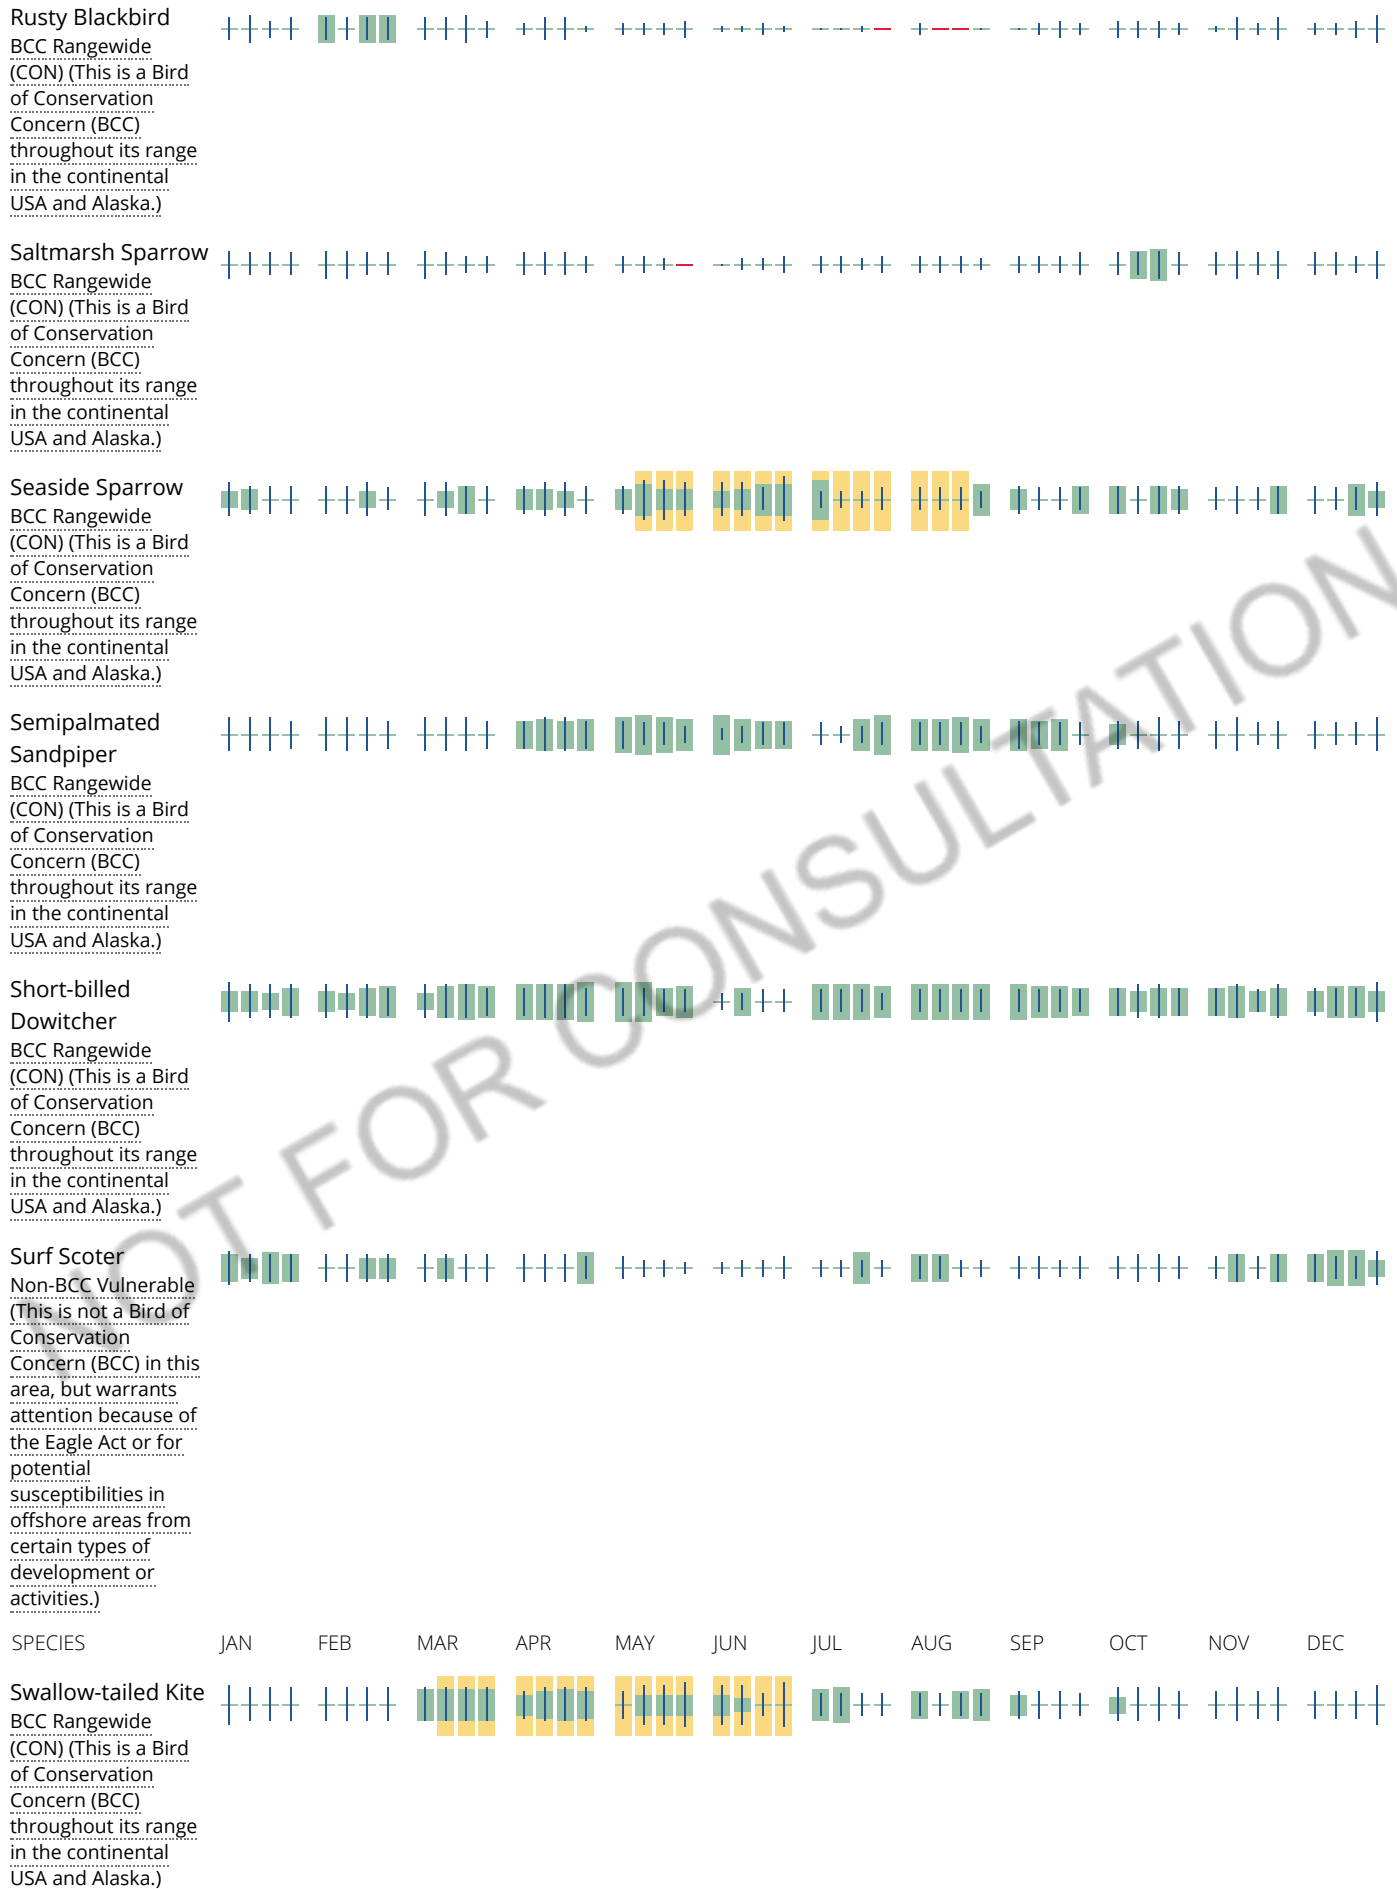 Rusty Blackbird
BCC Rangewide
(CON) (This is a Bird
of Conservation
Concern (BCC)
throughout its range
in the continental
USA and Alaska.)
Saltmarsh Sparrow
BCC Rangewide
(CON) (This is a Bird
of Conservation
Concern (BCC)
throughout its range
in the continental
USA and Alaska.)
Seaside Sparrow
BCC Rangewide
(CON) (This is a Bird
of Conservation
Concern (BCC)
throughout its range
in the continental
USA and Alaska.)
Semipalmated
Sandpiper
BCC Rangewide
(CON) (This is a Bird
of Conservation
Concern (BCC)
throughout its range
in the continental
USA and Alaska.)
Short-billed
Dowitcher
BCC Rangewide
(CON) (This is a Bird
of Conservation
Concern (BCC)
throughout its range
in the continental
USA and Alaska.)
Surf Scoter
Non-BCC Vulnerable
(This is not a Bird of
Conservation
Concern (BCC) in this
area, but warrants
attention because of
the Eagle Act or for
potential
susceptibilities in
offshore areas from
certain types of
development or
activities.)
SPECIES JAN FEB MAR APR MAY JUN JUL AUG SEP OCT NOV DEC
Swallow-tailed Kite
BCC Rangewide
(CON) (This is a Bird
of Conservation
Concern (BCC)
throughout its range
in the continental
USA and Alaska.)
NOT FOR CONSULTATION